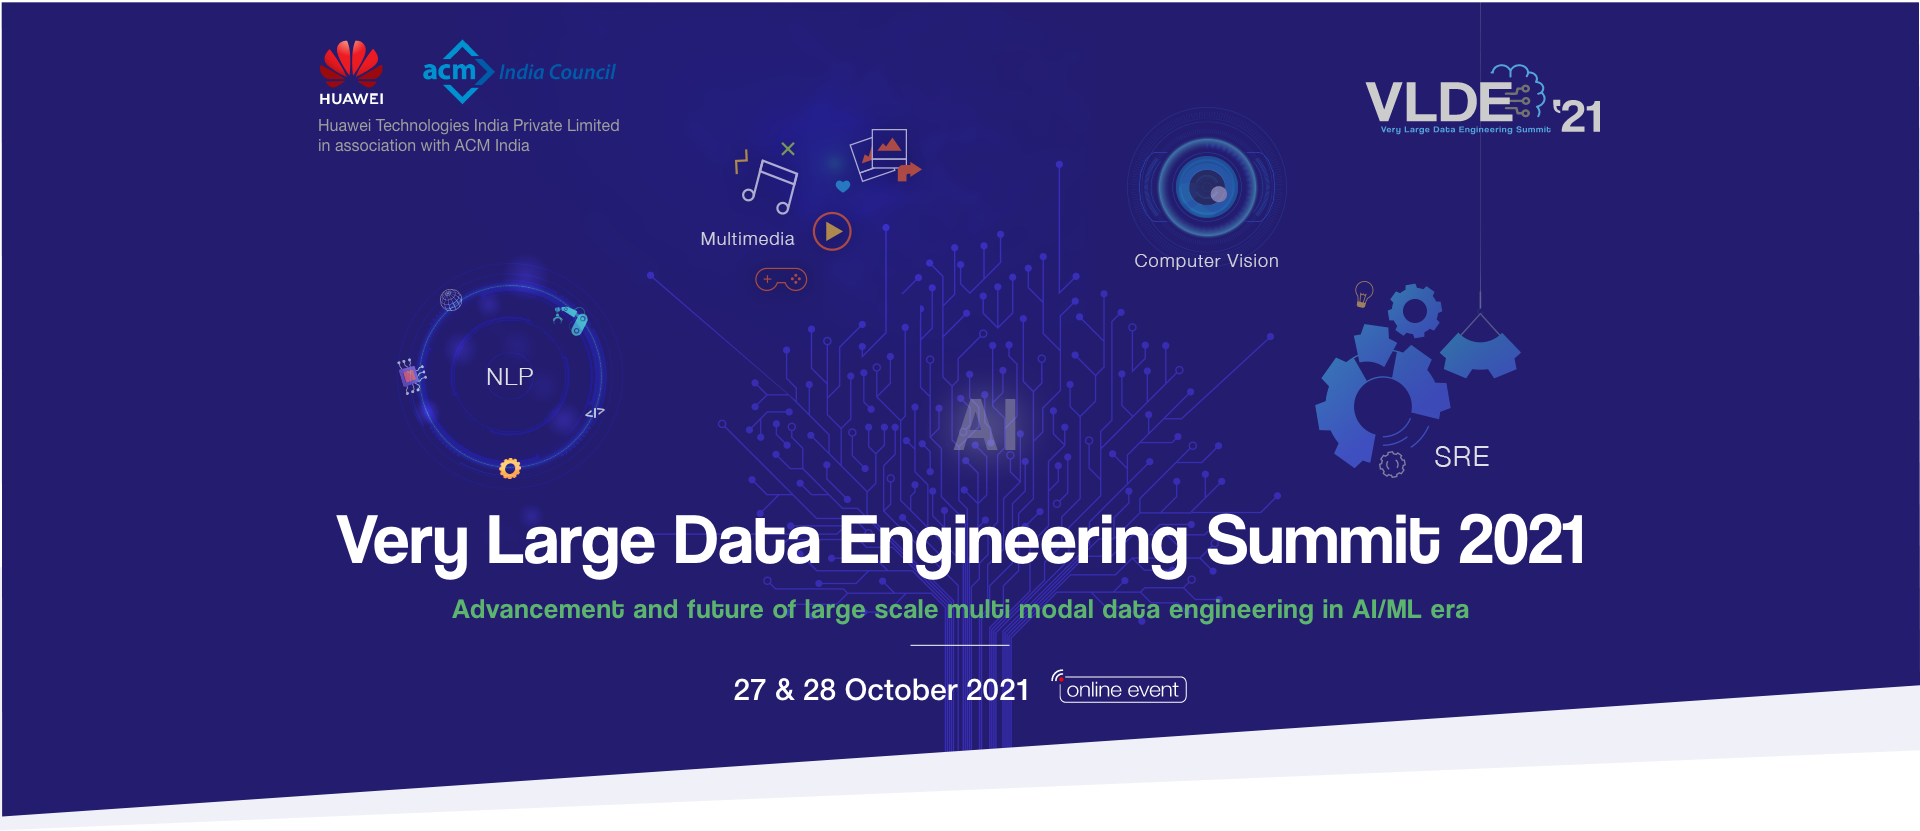 HUAWEI
acm India Council
Huawei Technologies India Private Limited
in association with ACM India
VLDE '21
Very Large Data Engineering Summit
Multimedia
Computer Vision
NLP
</>
AI
SRE
Very Large Data Engineering Summit 2021
Advancement and future of large scale multi modal data engineering in AI/ML era
27 & 28 October 2021
online event